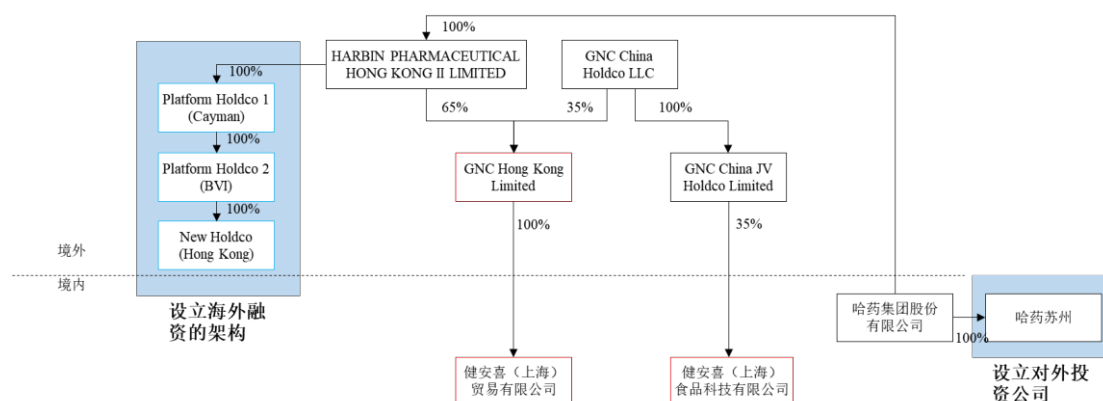 100%
HARBIN PHARMACEUTICAL
HONG KONG II LIMITED
GNC China
Holdco LLC
100%
Platform Holdco 1
(Cayman)
65%
35%
100%
100%
Platform Holdco 2
(BVI)
GNC Hong Kong
Limited
GNC China JV
Holdco Limited
100%
New Holdco
(Hong Kong)
100%
35%
境外
境内
设立海外融
资的架构
哈药集团股份
有限公司
100%
哈药苏州
健安喜（上海）
贸易有限公司
健安喜（上海）
食品科技有限公司
设立对外投
资公司